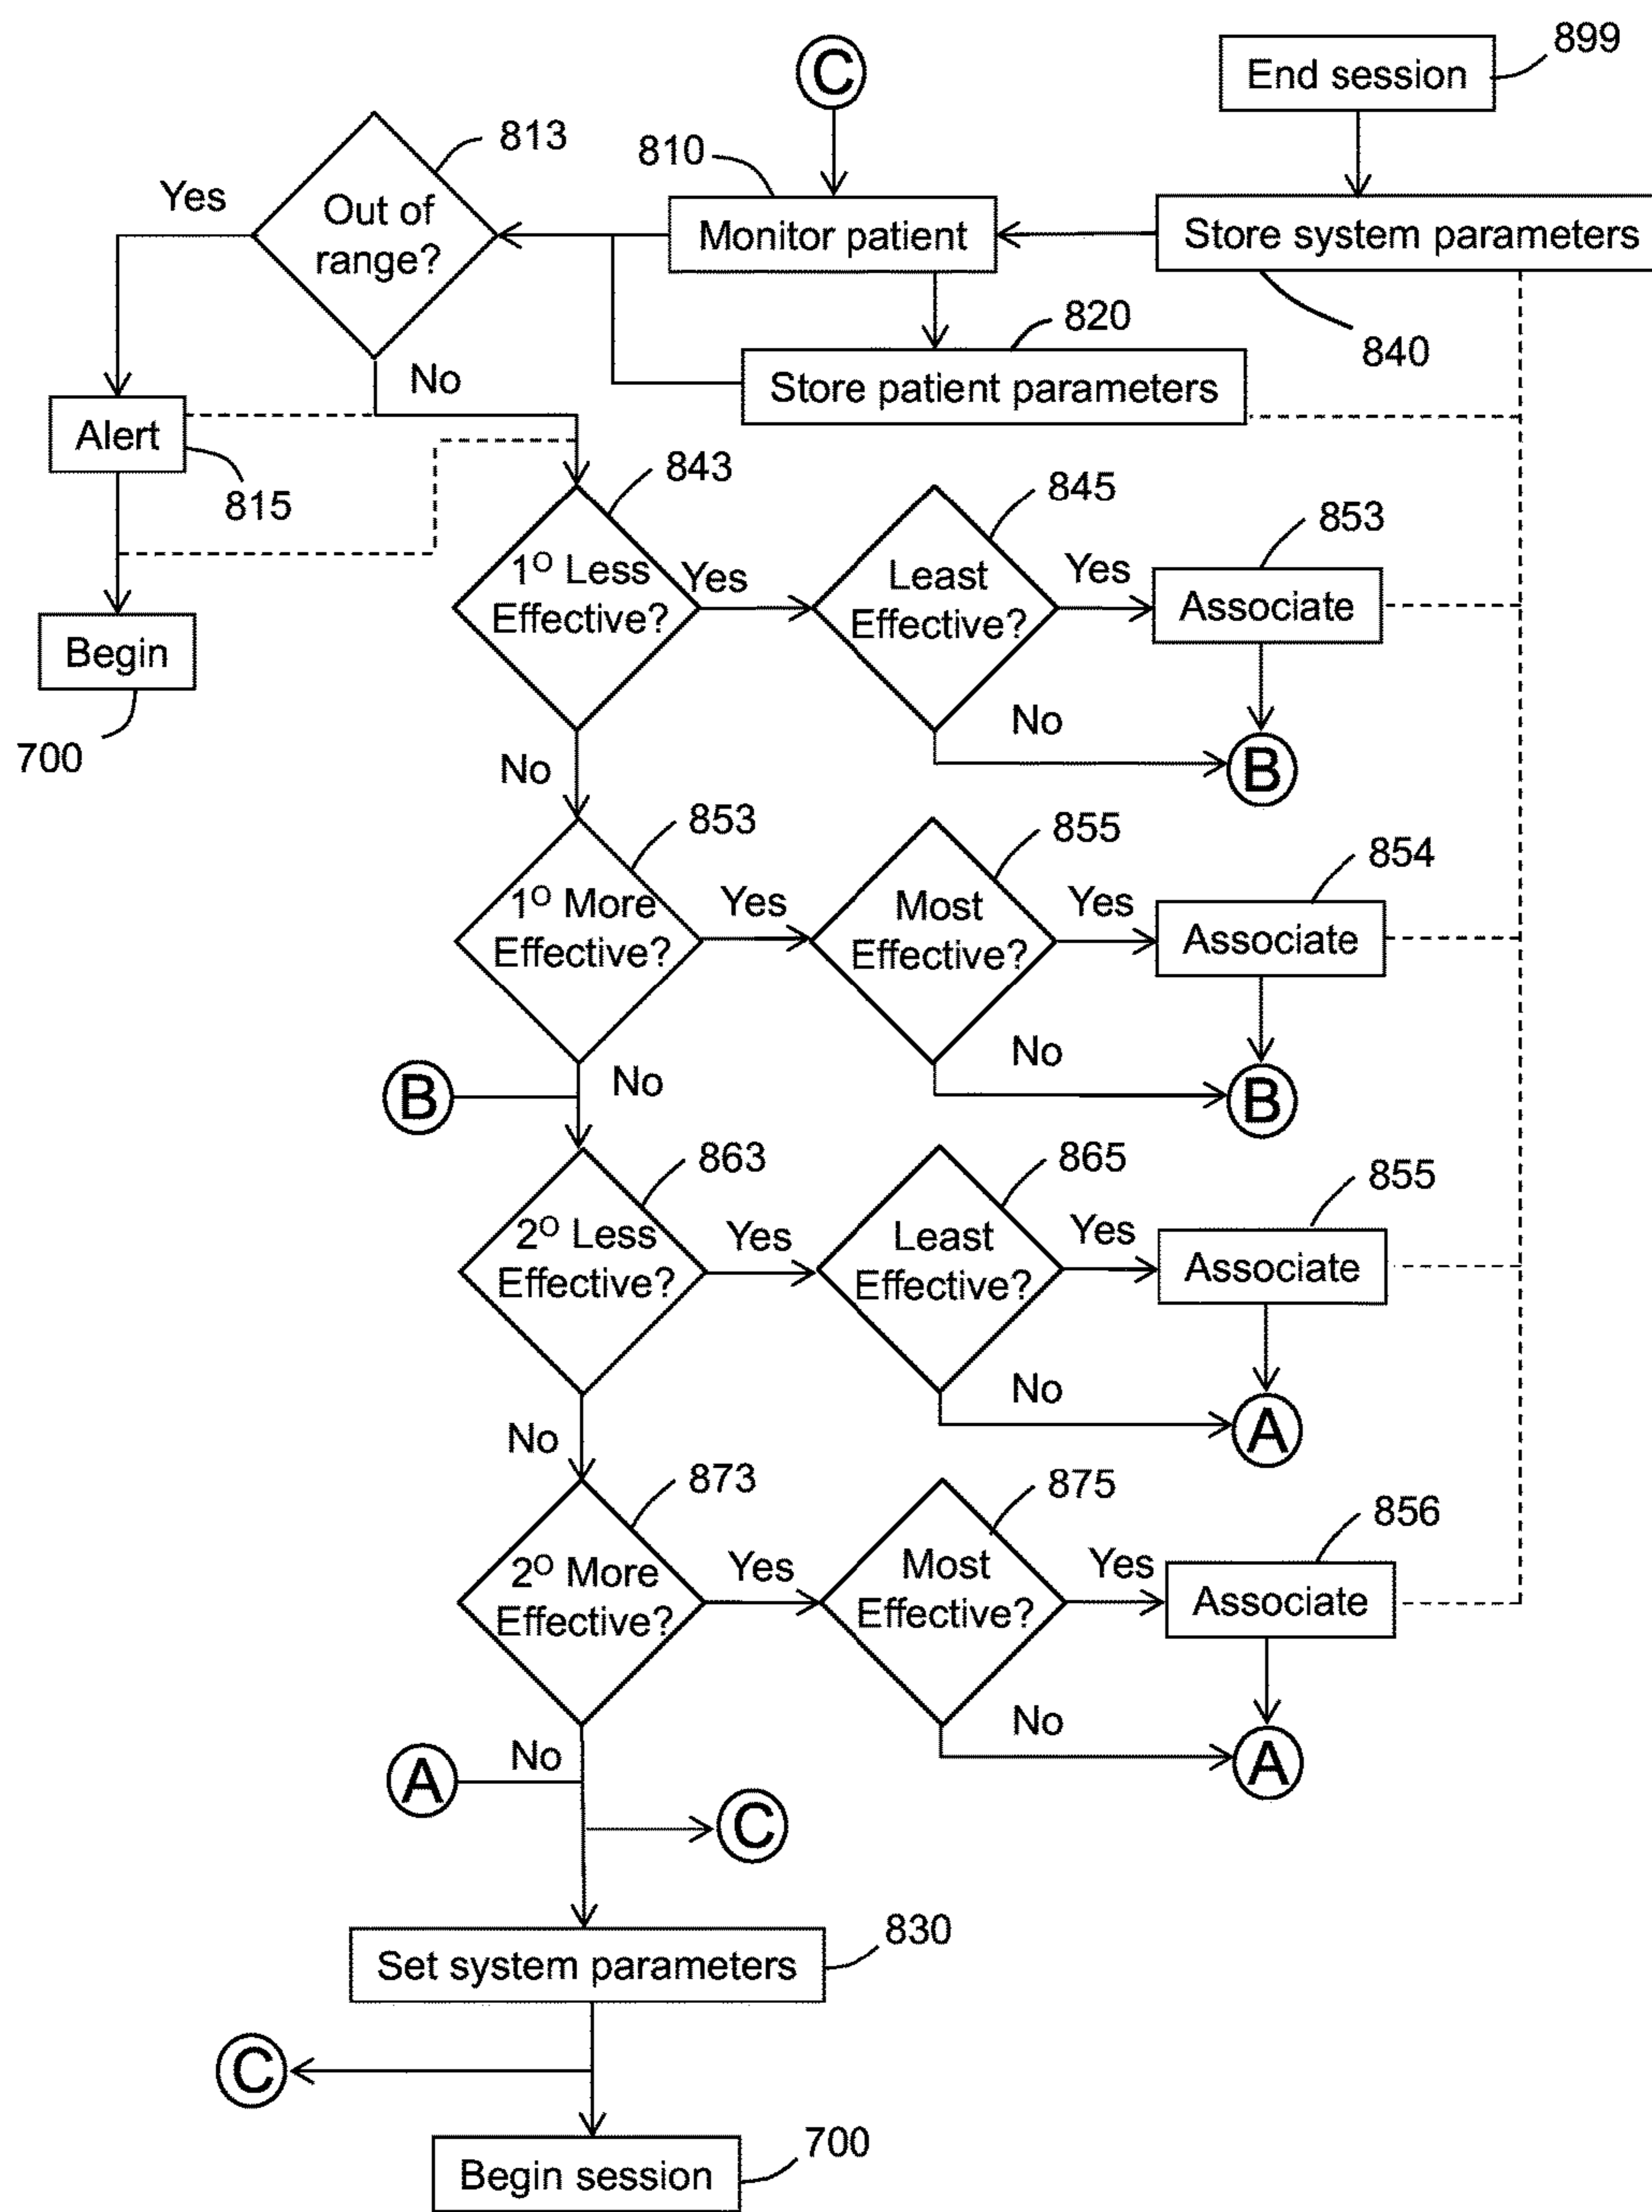 C
End session
899
813
810
Yes
Out of
range?
Monitor patient
Store system parameters
820
840
No
Store patient parameters
Alert
815
843
845
853
1º Less
Effective?
Yes
Least
Effective?
Yes
Associate
Begin
700
No
No
B
853
855
854
1º More
Effective?
Yes
Most
Effective?
Yes
Associate
No
B
No
B
863
865
855
2º Less
Effective?
Yes
Least
Effective?
Yes
Associate
No
A
No
873
875
856
2º More
Effective?
Yes
Most
Effective?
Yes
Associate
No
A
No
A
C
830
Set system parameters
C
700
Begin session